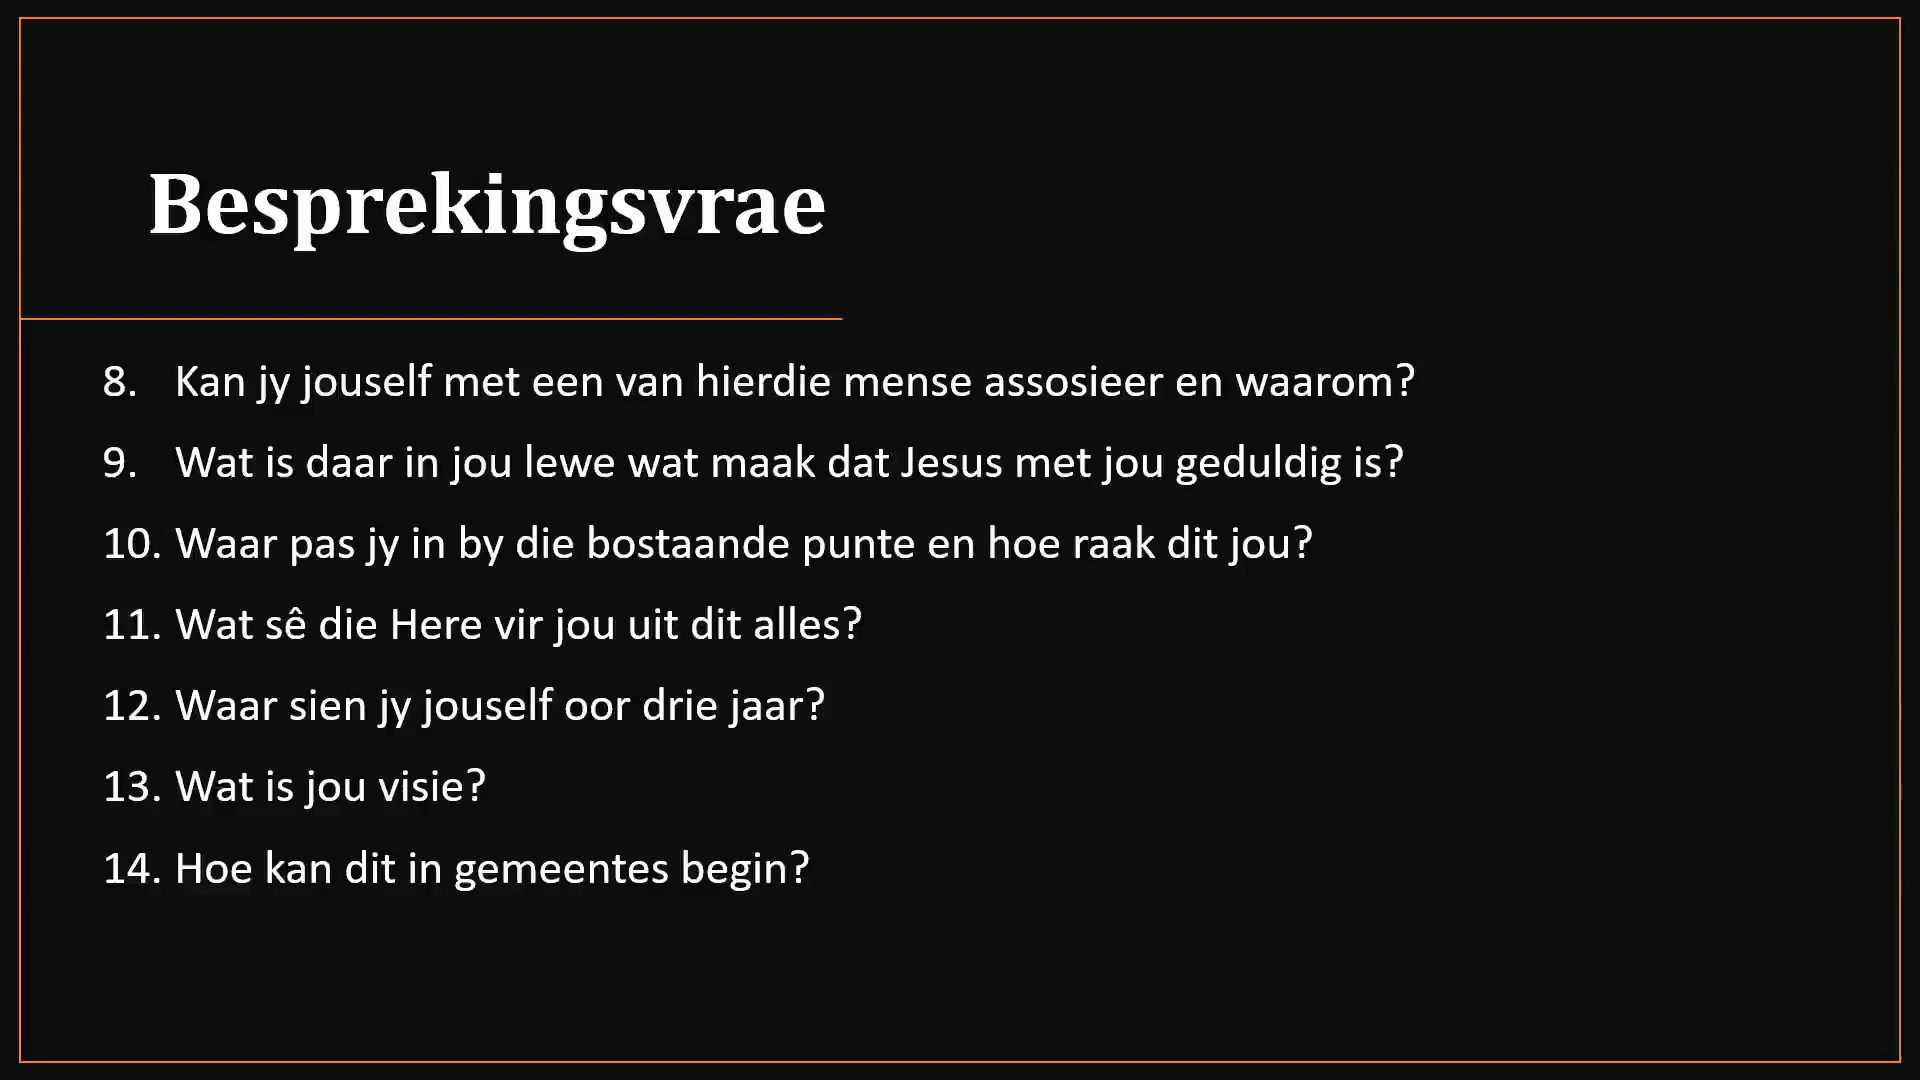 Besprekingsvrae
8. Kan jy jouself met een van hierdie mense assosieer en waarom?
9. Wat is daar in jou lewe wat maak dat Jesus met jou geduldig is?
10. Waar pas jy in by die bostaande punte en hoe raak dit jou?
11. Wat sê die Here vir jou uit dit alles?
12. Waar sien jy jouself oor drie jaar?
13. Wat is jou visie?
14. Hoe kan dit in gemeentes begin?